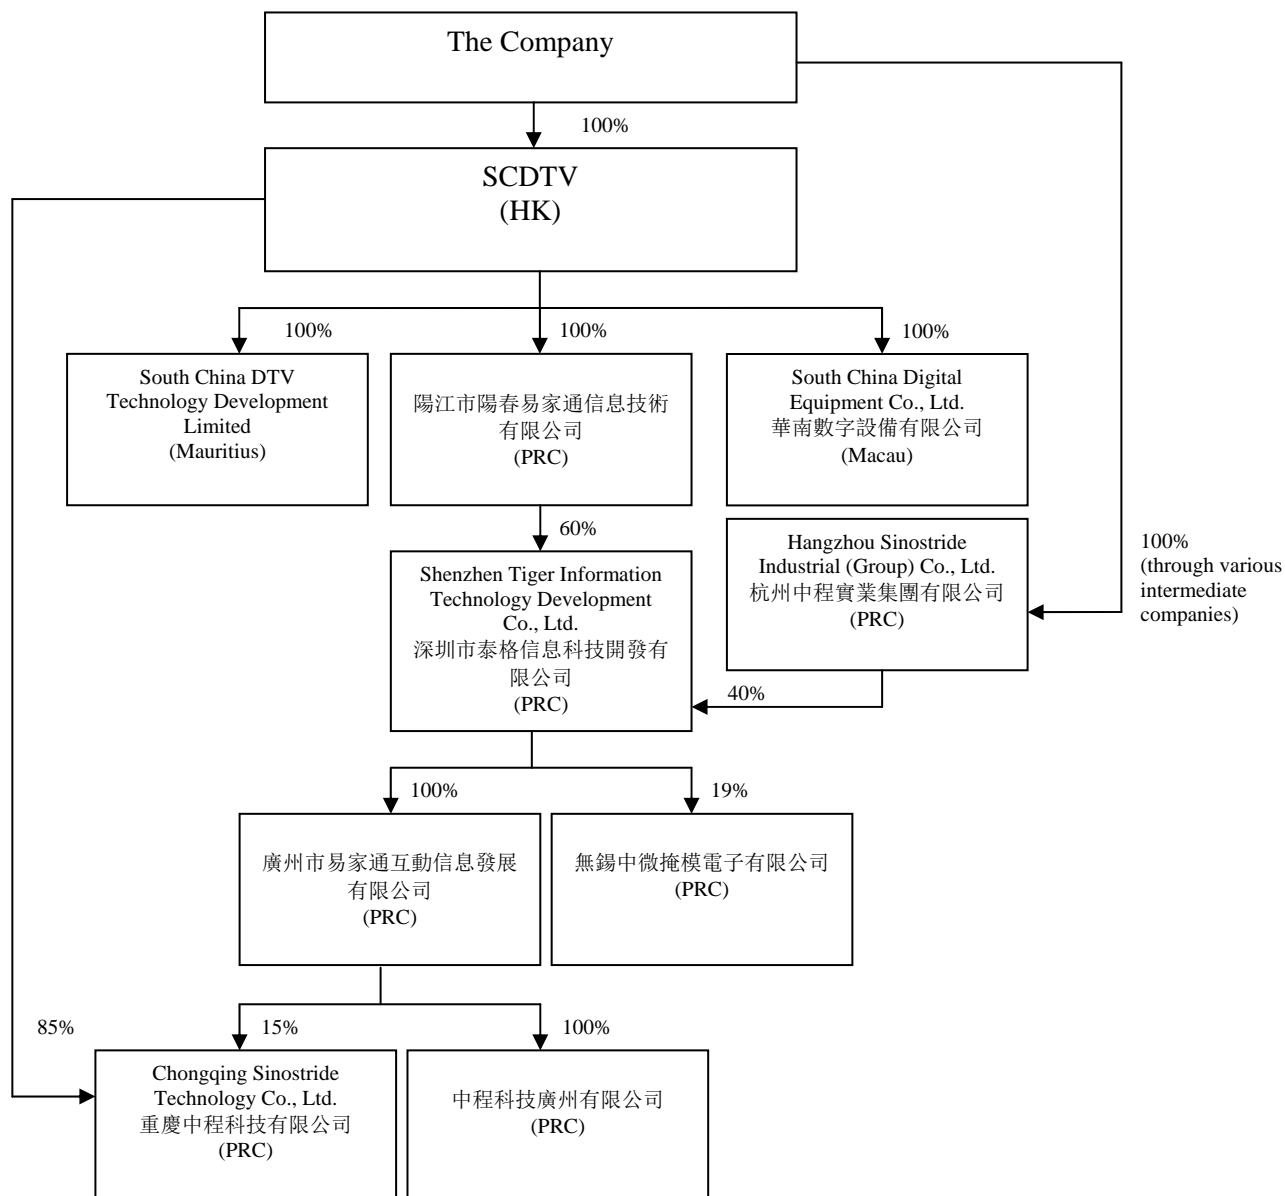 The Company
100%
SCDTV
(HK)
100%
100%
100%
South China DTV
Technology Development
Limited
(Mauritius)
陽江市陽春易家通信息技術
有限公司
(PRC)
South China Digital
Equipment Co., Ltd.
華南數字設備有限公司
(Macau)
60%
Shenzhen Tiger Information
Technology Development
Co., Ltd.
深圳市泰格信息科技開發有
限公司
(PRC)
Hangzhou Sinostride
Industrial (Group) Co., Ltd.
杭州中程實業集團有限公司
(PRC)
100%
(through various
intermediate
companies)
40%
100%
19%
廣州市易家通互動信息發展
有限公司
(PRC)
無錫中微掩模電子有限公司
(PRC)
85%
15%
100%
Chongqing Sinostride
Technology Co., Ltd.
重慶中程科技有限公司
(PRC)
中程科技廣州有限公司
(PRC)